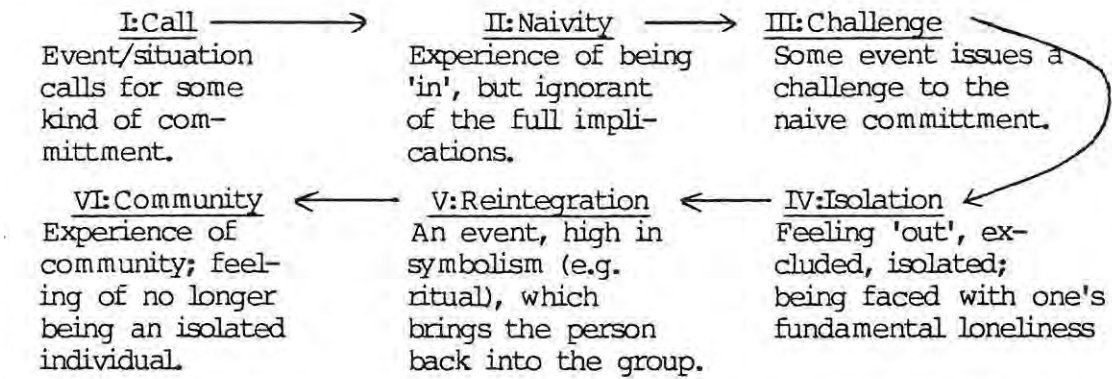 I:Call
Event/situation
calls for some
kind of com-
mittment.
II:Naivity
Experience of being
'in', but ignorant
of the full impli-
cations.
III:Challenge
Some event issues a
challenge to the
naive committment.
IV:Isolation
Feeling 'out', ex-
cluded, isolated;
being faced with one's
fundamental loneliness
V:Reintegration
An event, high in
symbolism (e.g.
ritual), which
brings the person
back into the group.
VI:Community
Experience of
community; feel-
ing of no longer
being an isolated
individual.